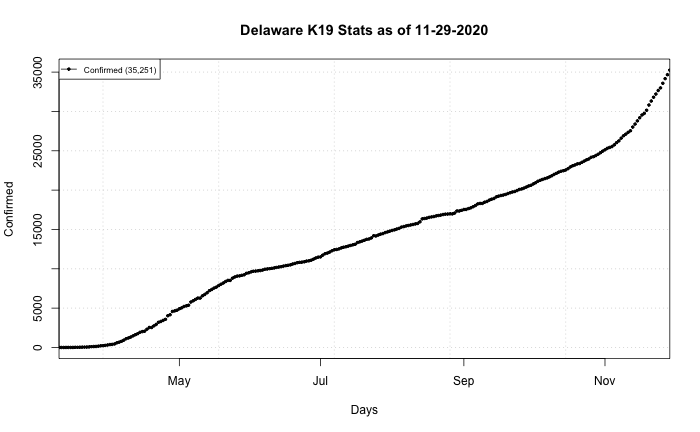 Delaware K19 Stats as of 11-29-2020
Confirmed (35,251)
35000
25000
15000
5000
0
Confirmed
May Jul Sep Nov
Days